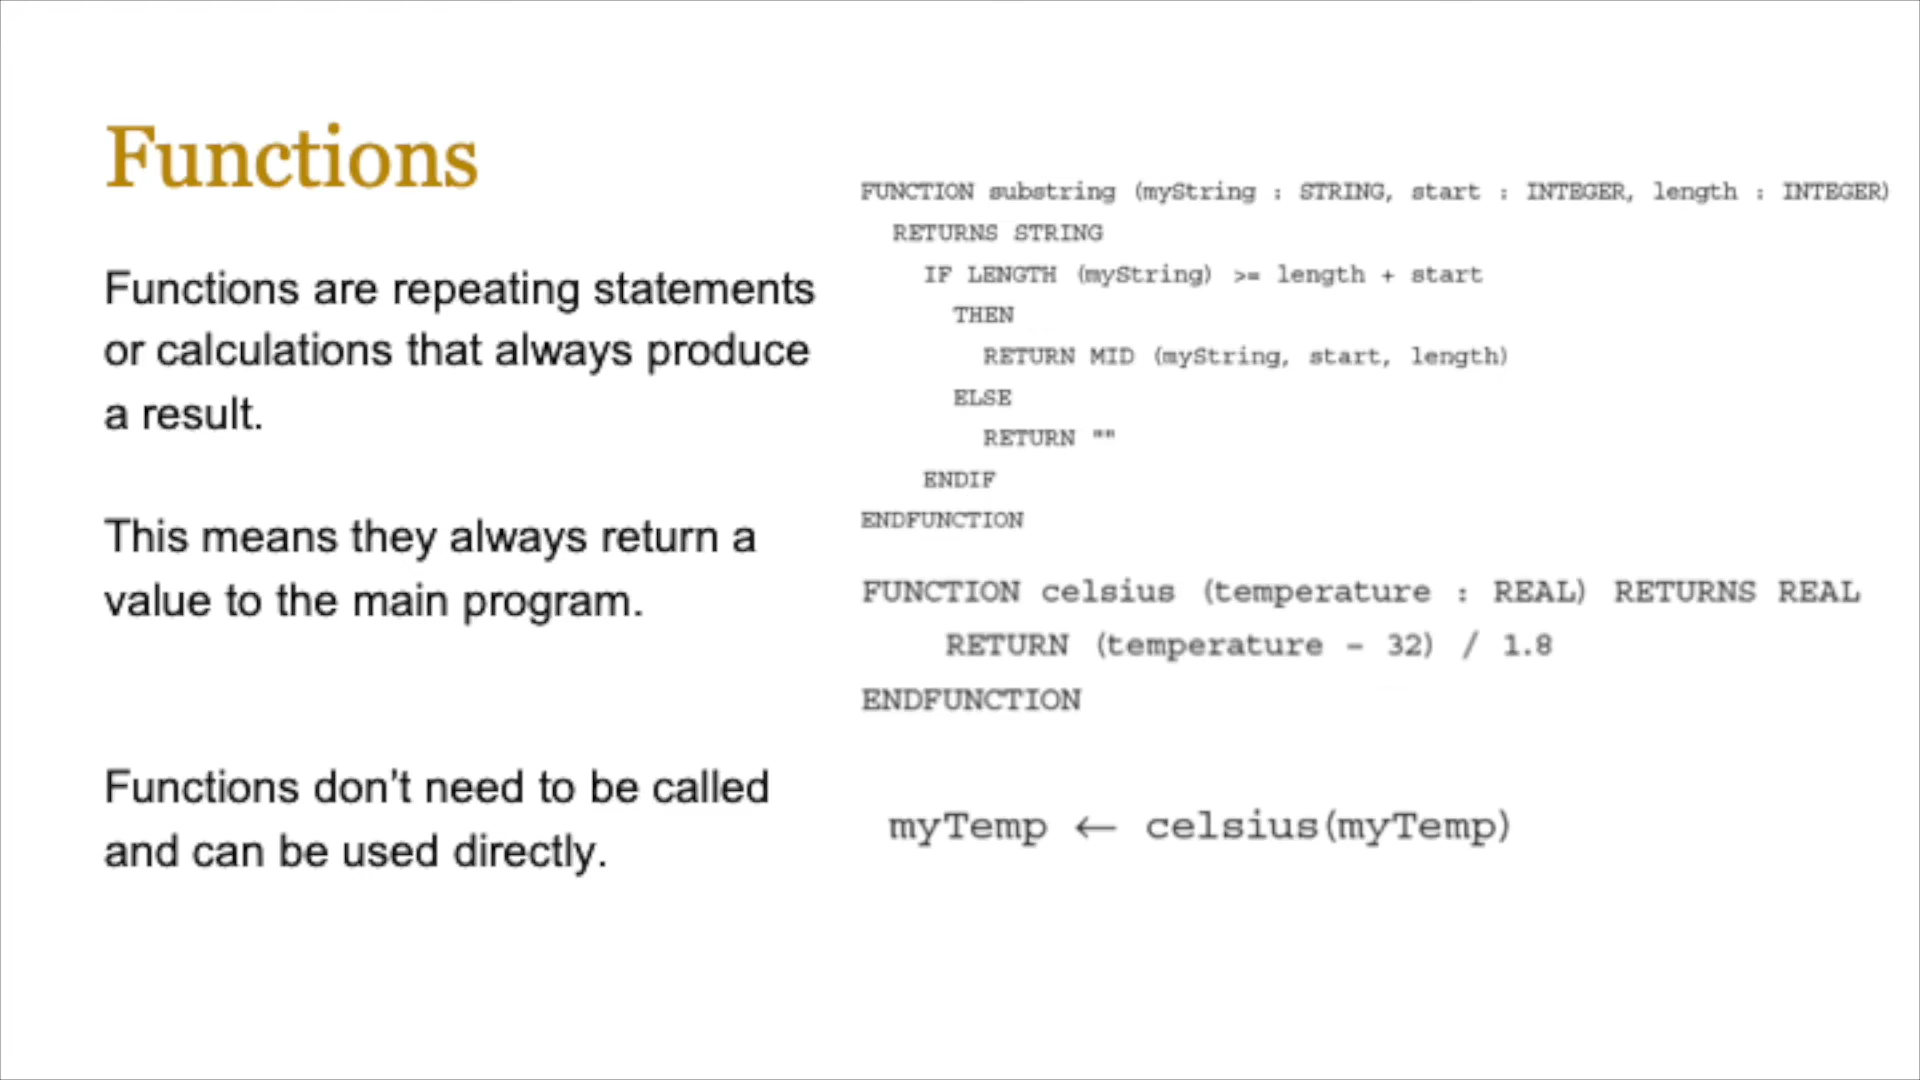 Functions
Functions are repeating statements
or calculations that always produce
a result.
This means they always return a
value to the main program.
Functions don't need to be called
and can be used directly.
FUNCTION substring (myString : STRING, start : INTEGER, length : INTEGER)
RETURNS STRING
IF LENGTH (myString) >= length + start
THEN
RETURN MID (myString, start, length)
ELSE
RETURN ""
ENDIF
ENDFUNCTION
FUNCTION celsius (temperature : REAL) RETURNS REAL
RETURN (temperature – 32) / 1.8
ENDFUNCTION
myTemp ← celsius(myTemp)